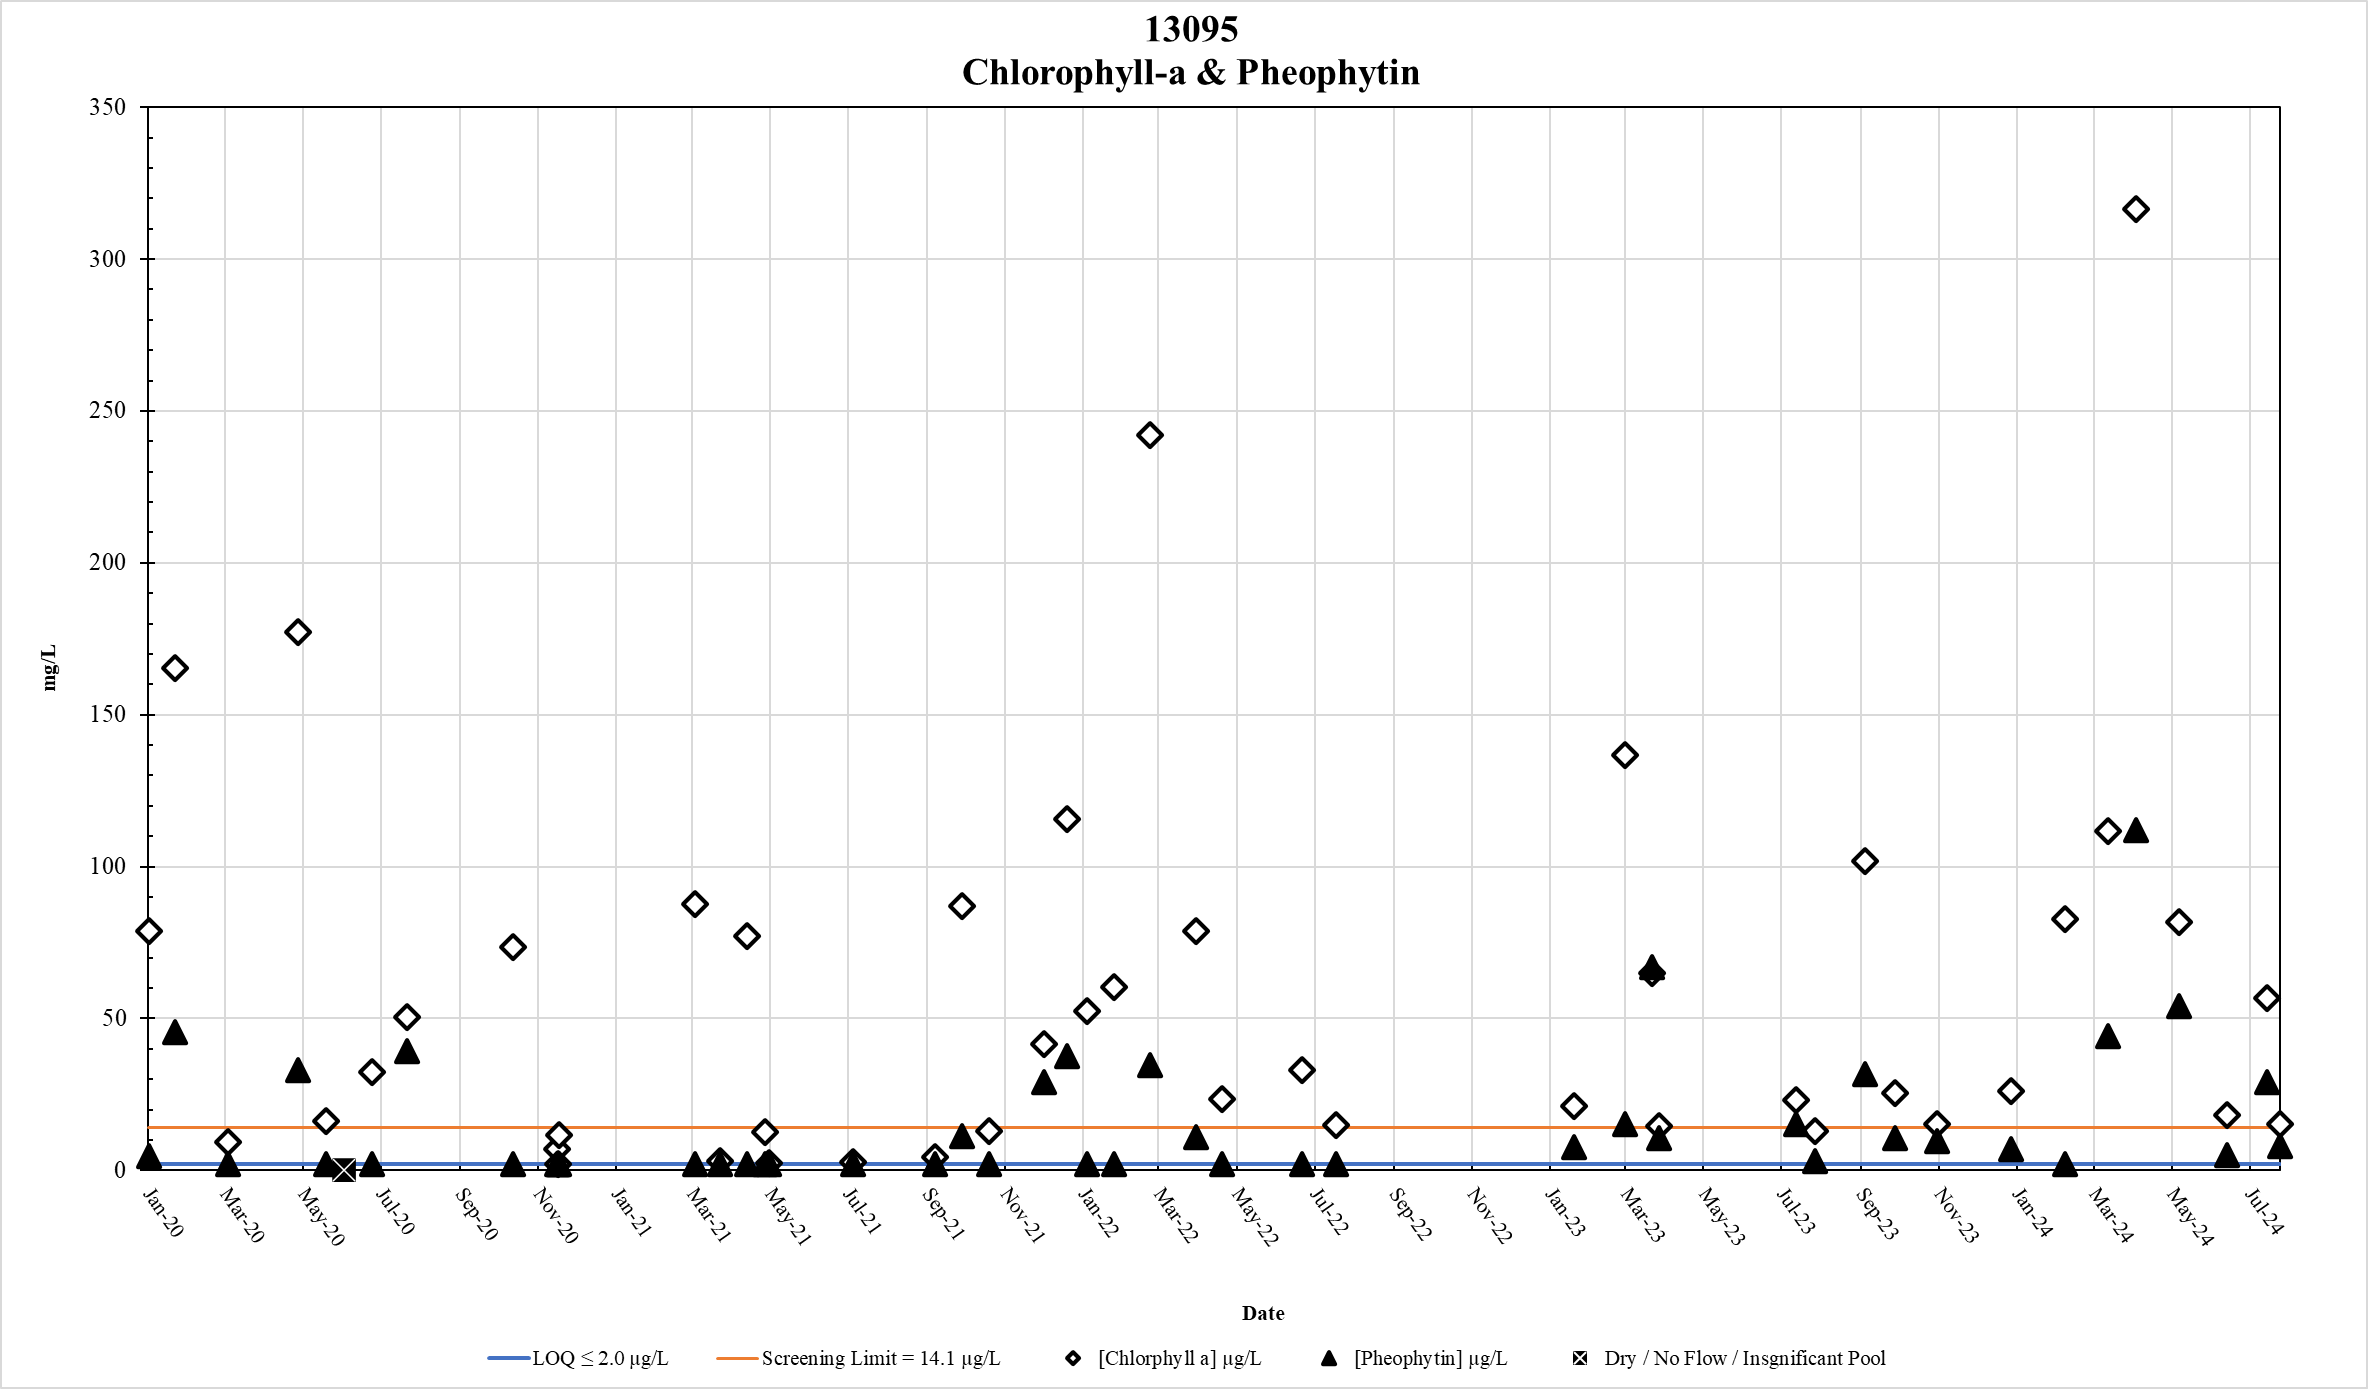 13095
Chlorophyll-a & Pheophytin
350
300
250
200
150
100
50
0
mg/L
Jan-20
Mar-20
May-20
Jul-20
Sep-20
Nov-20
Jan-21
Mar-21
May-21
Jul-21
Sep-21
Nov-21
Jan-22
Mar-22
May-22
Jul-22
Sep-22
Nov-22
Jan-23
Mar-23
May-23
Jul-23
Sep-23
Nov-23
Jan-24
Mar-24
May-24
Jul-24
Date
LOQ ≤ 2.0 µg/L
Screening Limit = 14.1 µg/L
[Chlorphyll a] µg/L
[Pheophytin] µg/L
Dry / No Flow / Insgnificant Pool